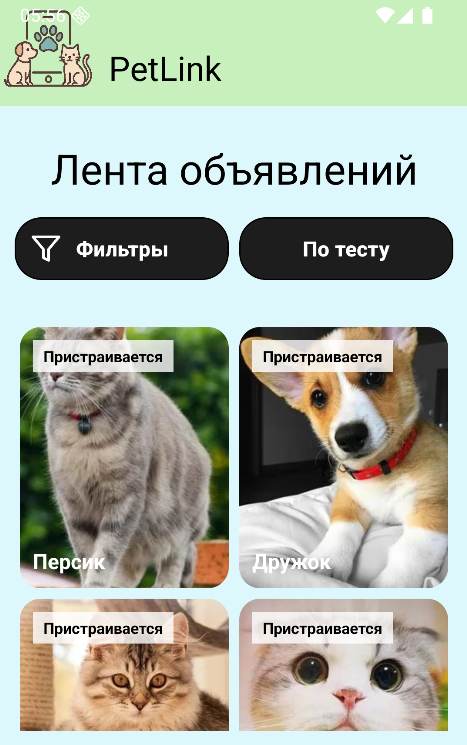 05:56
PetLink
Лента объявлений
Фильтры
По тесту
Пристраивается
Пристраивается
Персик
Дружок
Пристраивается
Пристраивается